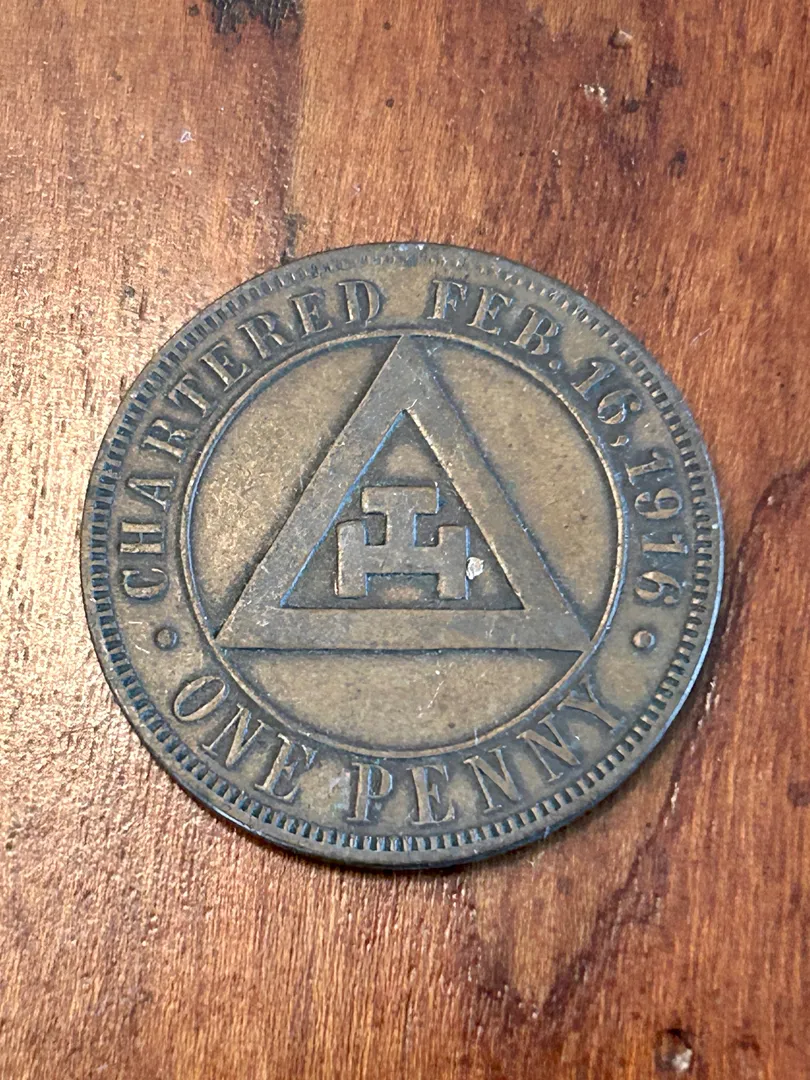 CHARTERED FEB. 16, 1916
ONE PENNY